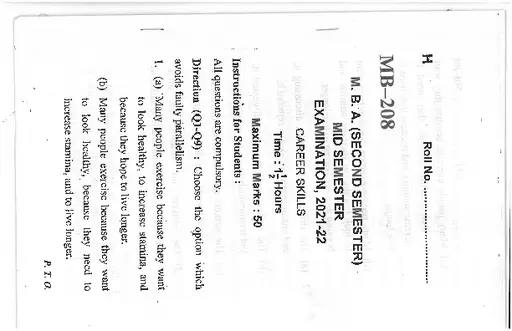 H
Roll No. ..............................
MB–208
M. B. A. (SECOND SEMESTER)
MID SEMESTER
EXAMINATION, 2021-22
CAREER SKILLS
Time : 1½ Hours
Maximum Marks : 50
Instructions for Students :
All questions are compulsory.
Direction (Q1-Q9) : Choose the option which
avoids faulty parallelism.
1. (a) Many people exercise because they want
to look healthy, to increase stamina, and
because they hope to live longer.
(b) Many people exercise because they want
to look healthy, because they need to
increase stamina, and to live longer.
P. T. O.